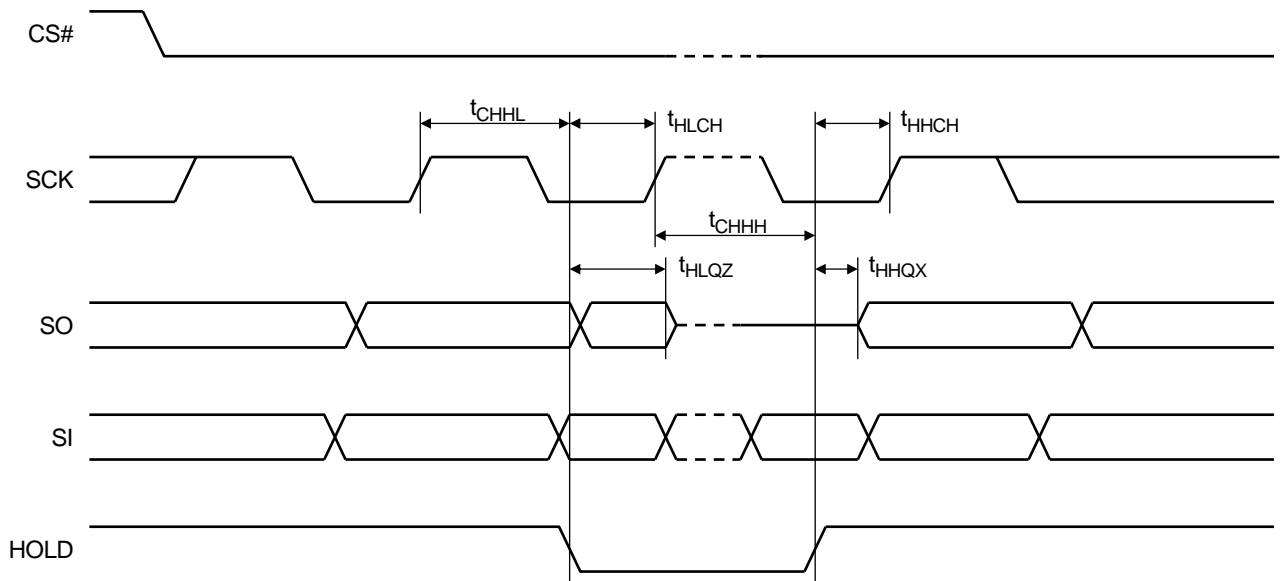 CS#
tCHHL
tHLCH
tHHCH
SCK
tCHHH
tHLQZ
tHHQX
SO
SI
HOLD